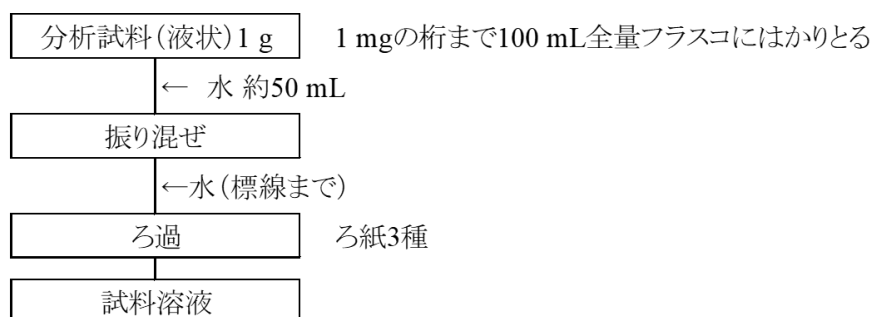 分析試料(液状)1 g 1 mgの桁まで100 mL全量フラスコにはかりとる
← 水 約50 mL
振り混ぜ
←水(標線まで)
ろ過 ろ紙3種
試料溶液